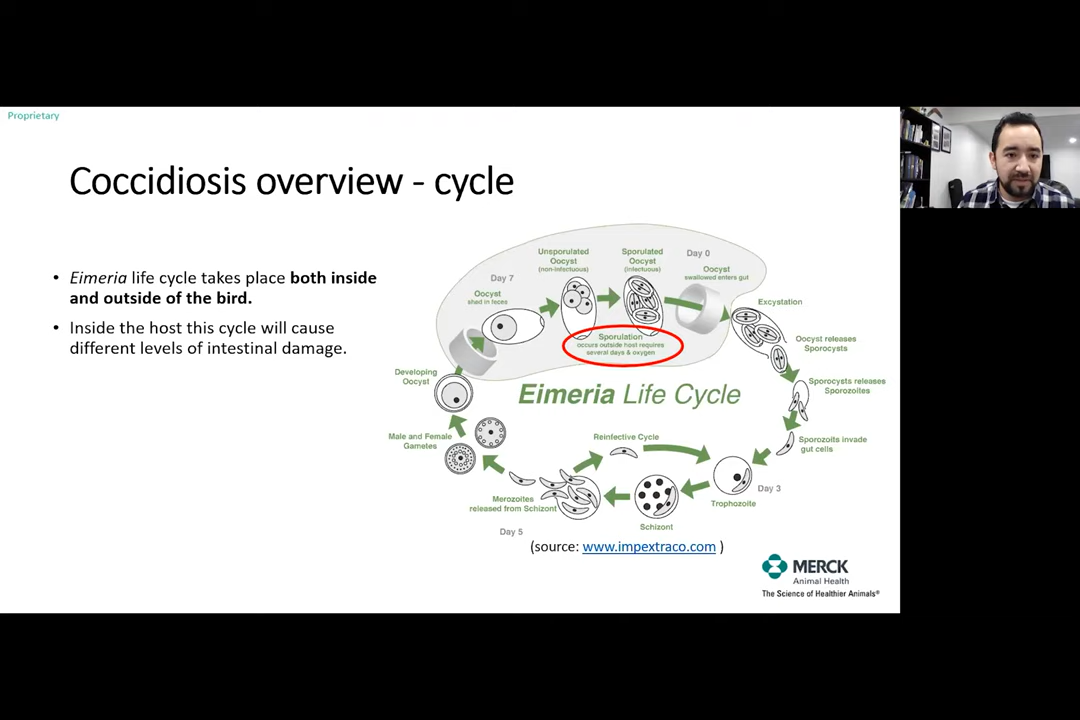 Proprietary
Coccidiosis overview - cycle
• Eimeria life cycle takes place both inside
and outside of the bird.
• Inside the host this cycle will cause
different levels of intestinal damage.
Day 7
Oocyst
shed in feces
Unsporulated
Oocyst
(non-infectuous)
Sporulated
Oocyst
(infectuous)
Day 0
Oocyst
swallowed enters gut
Sporulation
occurs outside host requires
several days & oxygen
Excystation
Oocyst releases
Sporocysts
Sporocysts releases
Sporozoites
Sporozoits invade
gut cells
Day 3
Trophozoite
Schizont
Reinfective Cycle
Merozoites
released from Schizont
Day 5
Male and Female
Gametes
Developing
Oocyst
Eimeria Life Cycle
(source: www.impextraco.com )
MERCK
Animal Health
The Science of Healthier Animals®